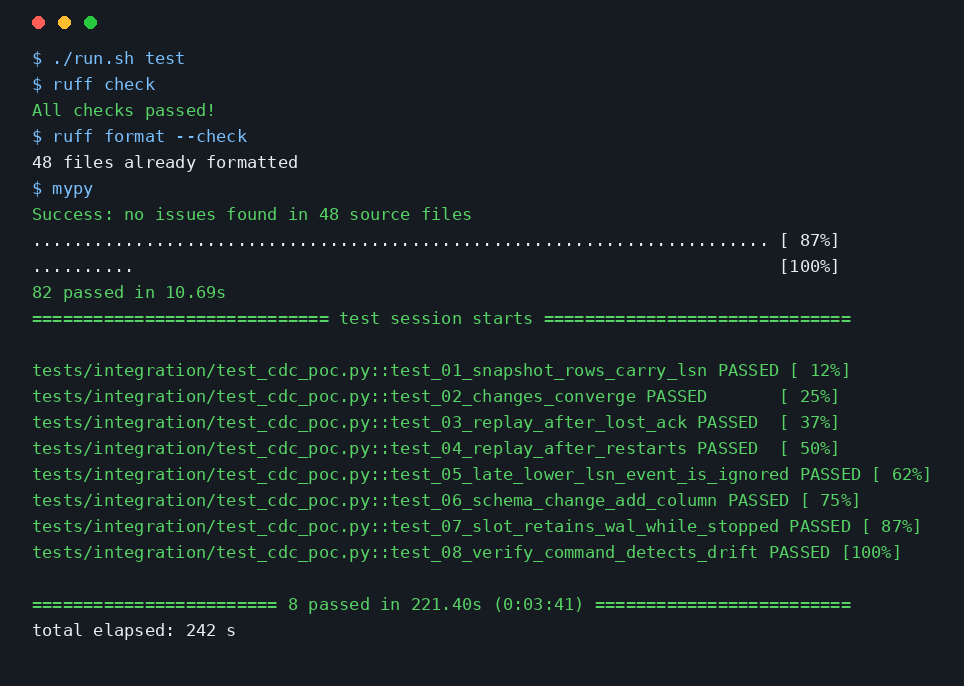 $ ./run.sh test
$ ruff check
All checks passed!
$ ruff format --check
48 files already formatted
$ mypy
Success: no issues found in 48 source files
........................................................................ [ 87%]
..........                                                               [100%]
82 passed in 10.69s
============================= test session starts ==============================
tests/integration/test_cdc_poc.py::test_01_snapshot_rows_carry_lsn PASSED [ 12%]
tests/integration/test_cdc_poc.py::test_02_changes_converge PASSED       [ 25%]
tests/integration/test_cdc_poc.py::test_03_replay_after_lost_ack PASSED  [ 37%]
tests/integration/test_cdc_poc.py::test_04_replay_after_restarts PASSED  [ 50%]
tests/integration/test_cdc_poc.py::test_05_late_lower_lsn_event_is_ignored PASSED [ 62%]
tests/integration/test_cdc_poc.py::test_06_schema_change_add_column PASSED [ 75%]
tests/integration/test_cdc_poc.py::test_07_slot_retains_wal_while_stopped PASSED [ 87%]
tests/integration/test_cdc_poc.py::test_08_verify_command_detects_drift PASSED [100%]
======================== 8 passed in 221.40s (0:03:41) =========================
total elapsed: 242 s